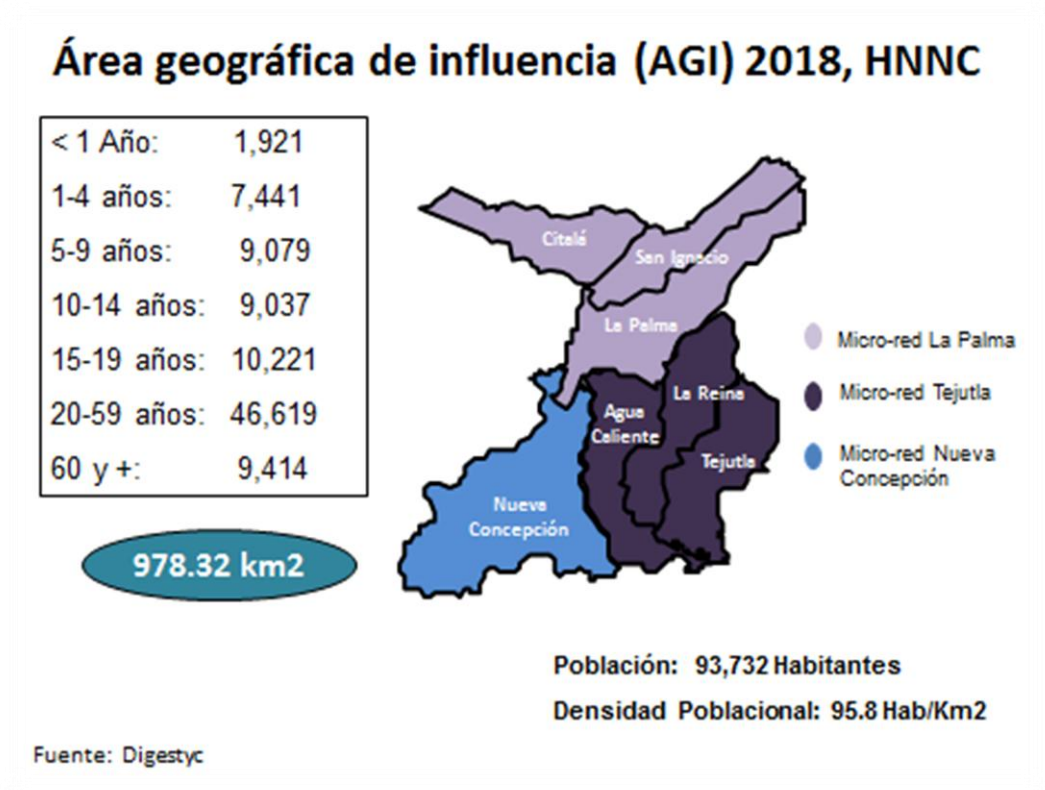 Área geográfica de influencia (AGI) 2018, HNNC
< 1 Año: 1,921
1-4 años: 7,441
5-9 años: 9,079
10-14 años: 9,037
15-19 años: 10,221
20-59 años: 46,619
60 y +: 9,414
978.32 km2
Citalá
San Ignacio
La Palma
La Reina
Agua
Caliente
Tejutla
Nueva
Concepción
Micro-red La Palma
Micro-red Tejutla
Micro-red Nueva
Concepción
Población: 93,732 Habitantes
Densidad Poblacional: 95.8 Hab/Km2
Fuente: Digestyc